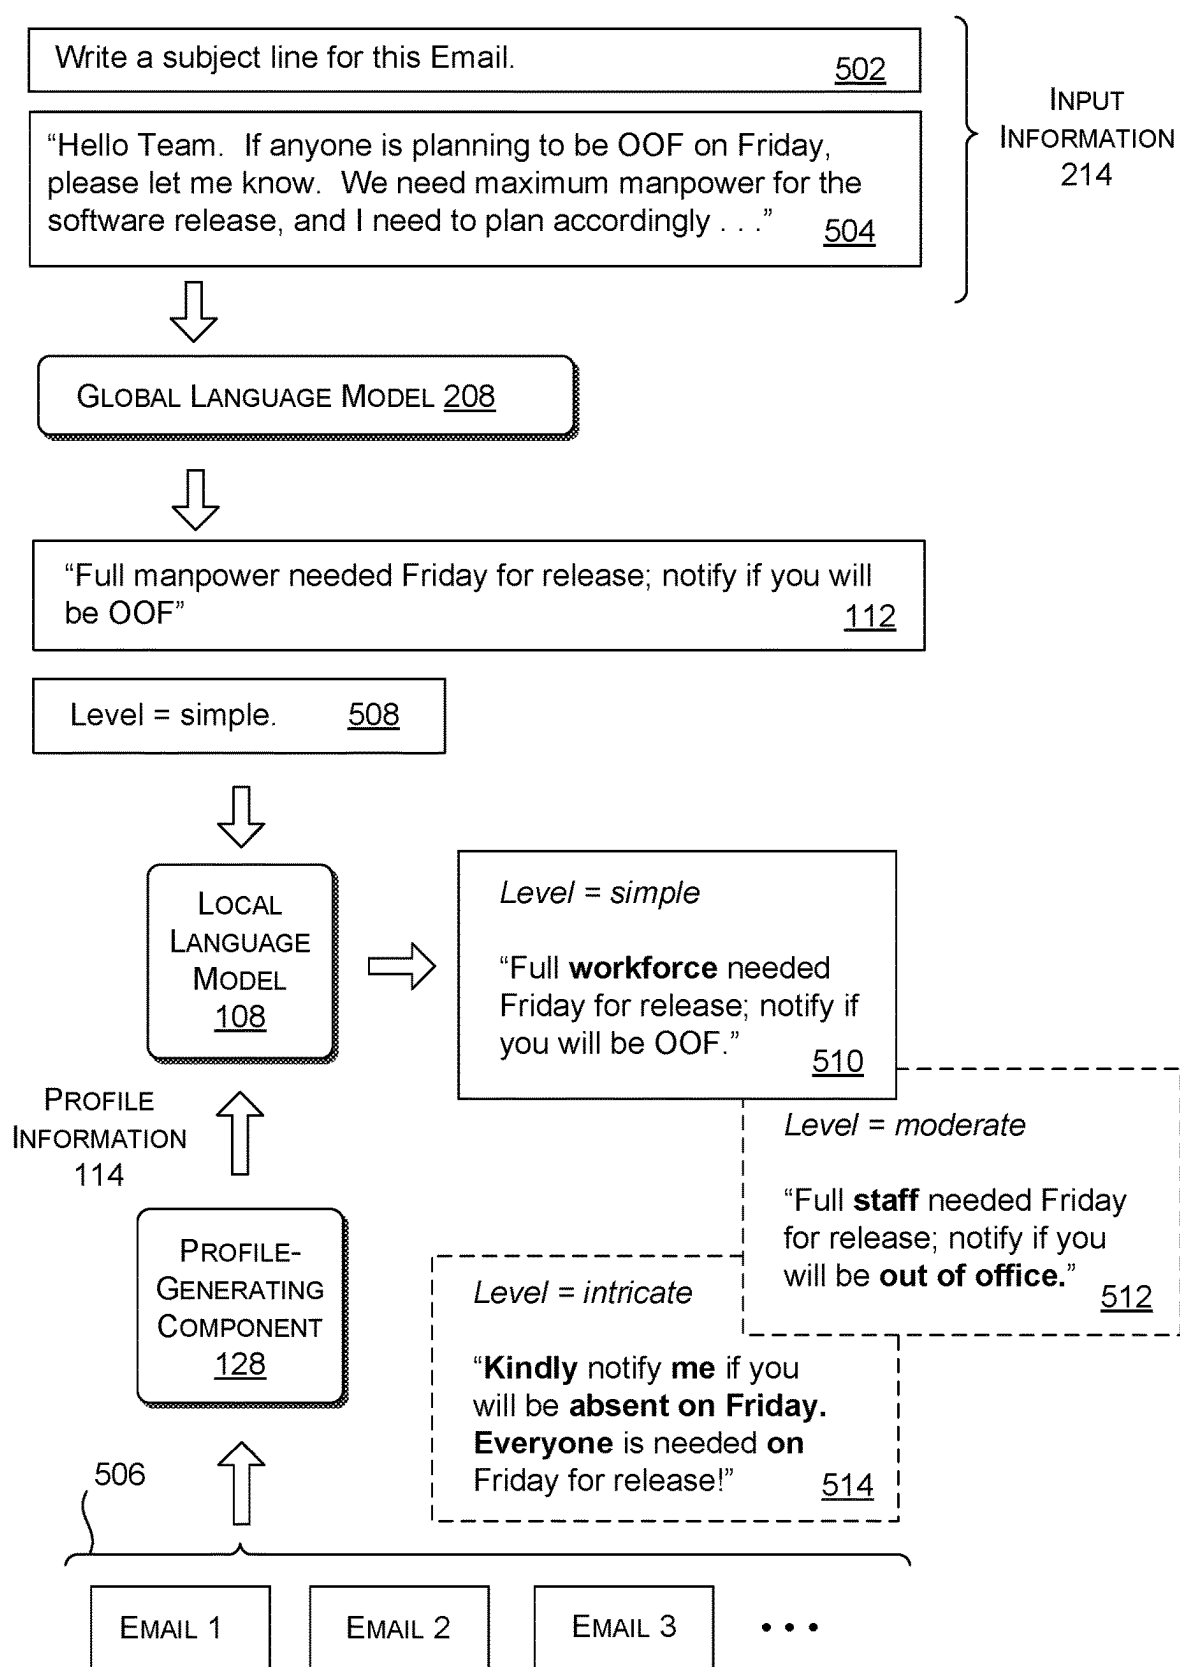 Write a subject line for this Email.
502
“Hello Team.  If anyone is planning to be OOF on Friday,
please let me know.  We need maximum manpower for the
software release, and I need to plan accordingly . . .”
504
INPUT
INFORMATION
214
GLOBAL LANGUAGE MODEL 208
“Full manpower needed Friday for release; notify if you will
be OOF”
112
Level = simple.
508
LOCAL
LANGUAGE
MODEL
108
Level = simple
“Full workforce needed
Friday for release; notify if
you will be OOF.”
510
PROFILE
INFORMATION
114
Level = moderate
“Full staff needed Friday
for release; notify if you
will be out of office.”
512
PROFILE-
GENERATING
COMPONENT
128
Level = intricate
“Kindly notify me if you
will be absent on Friday.
Everyone is needed on
Friday for release!”
514
506
EMAIL 1
EMAIL 2
EMAIL 3
• • •